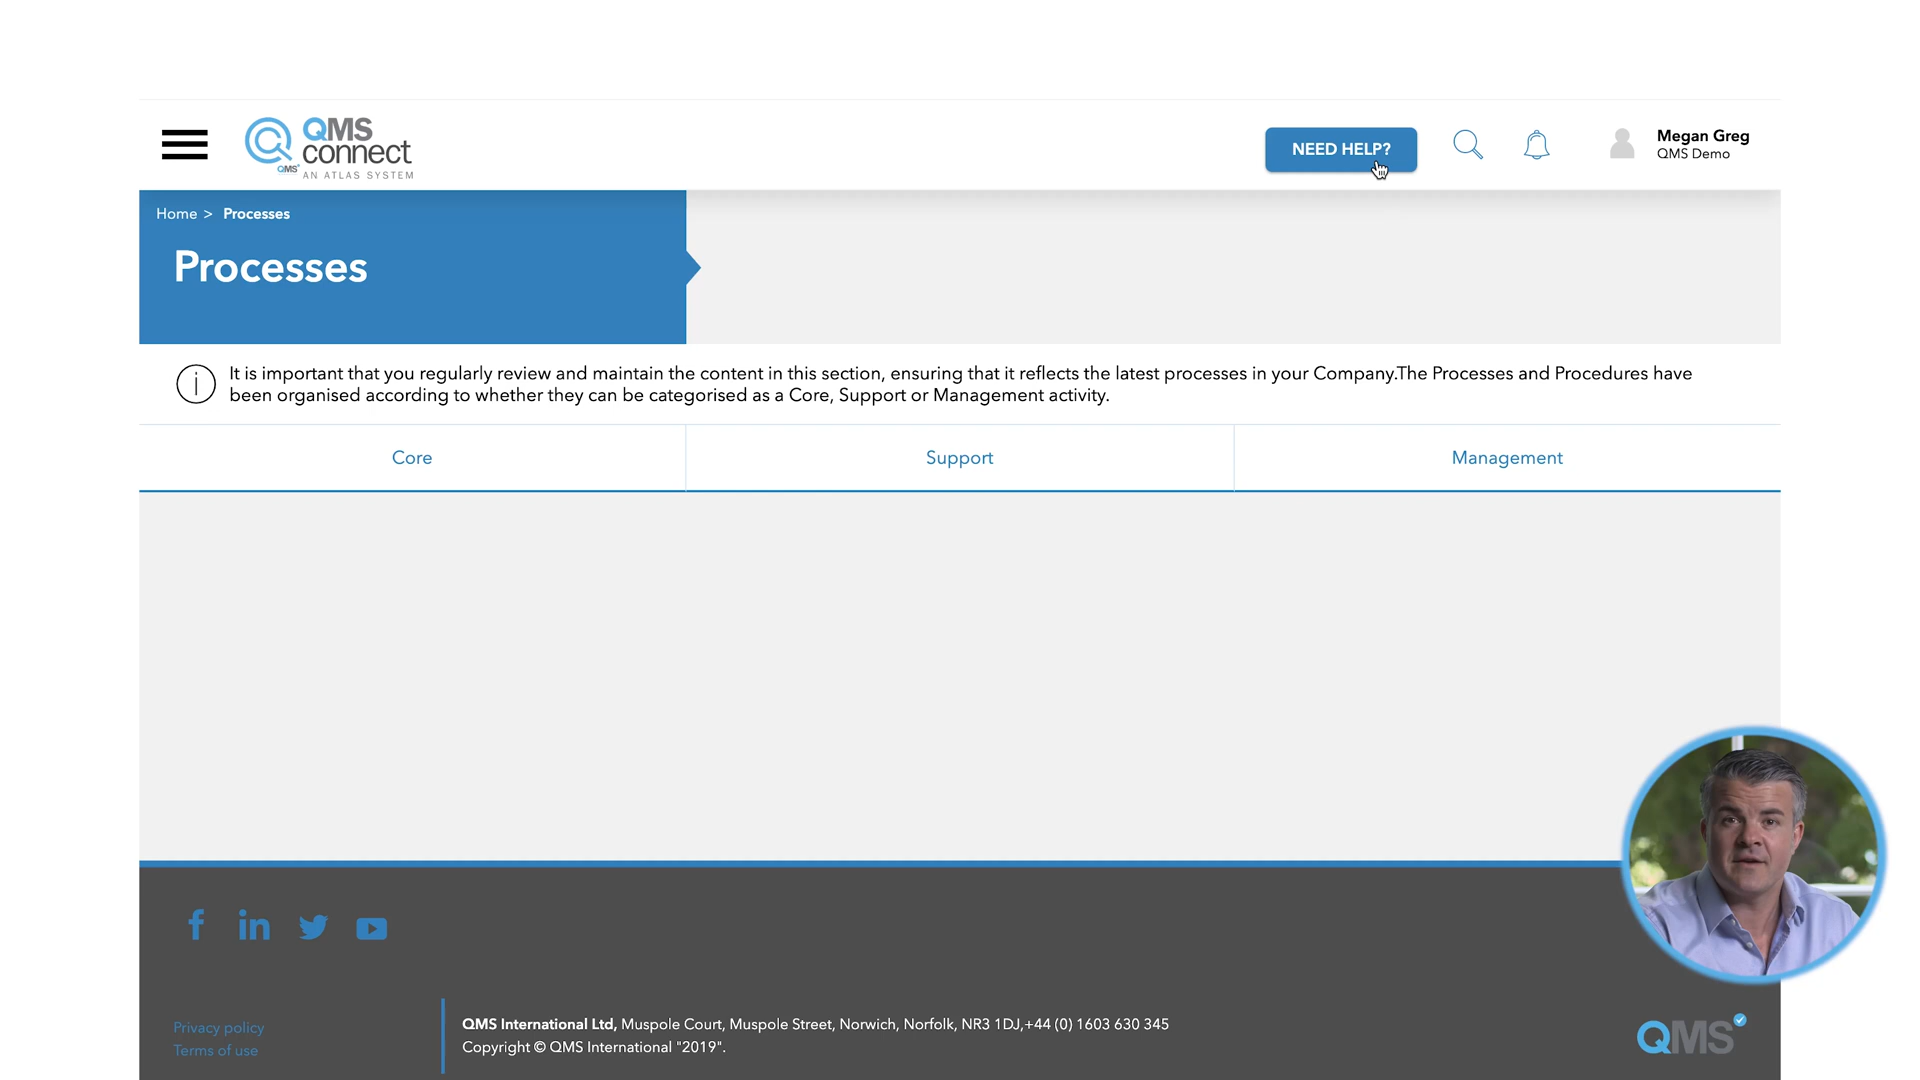 QMS
connect
QMS
AN ATLAS SYSTEM
NEED HELP?
Megan Greg
QMS Demo
Home > Processes
Processes
It is important that you regularly review and maintain the content in this section, ensuring that it reflects the latest processes in your Company.The Processes and Procedures have
been organised according to whether they can be categorised as a Core, Support or Management activity.
Core
Support
Management
Privacy policy
Terms of use
QMS International Ltd, Muspole Court, Muspole Street, Norwich, Norfolk, NR3 1DJ,+44 (0) 1603 630 345
Copyright © QMS International "2019".
QMS